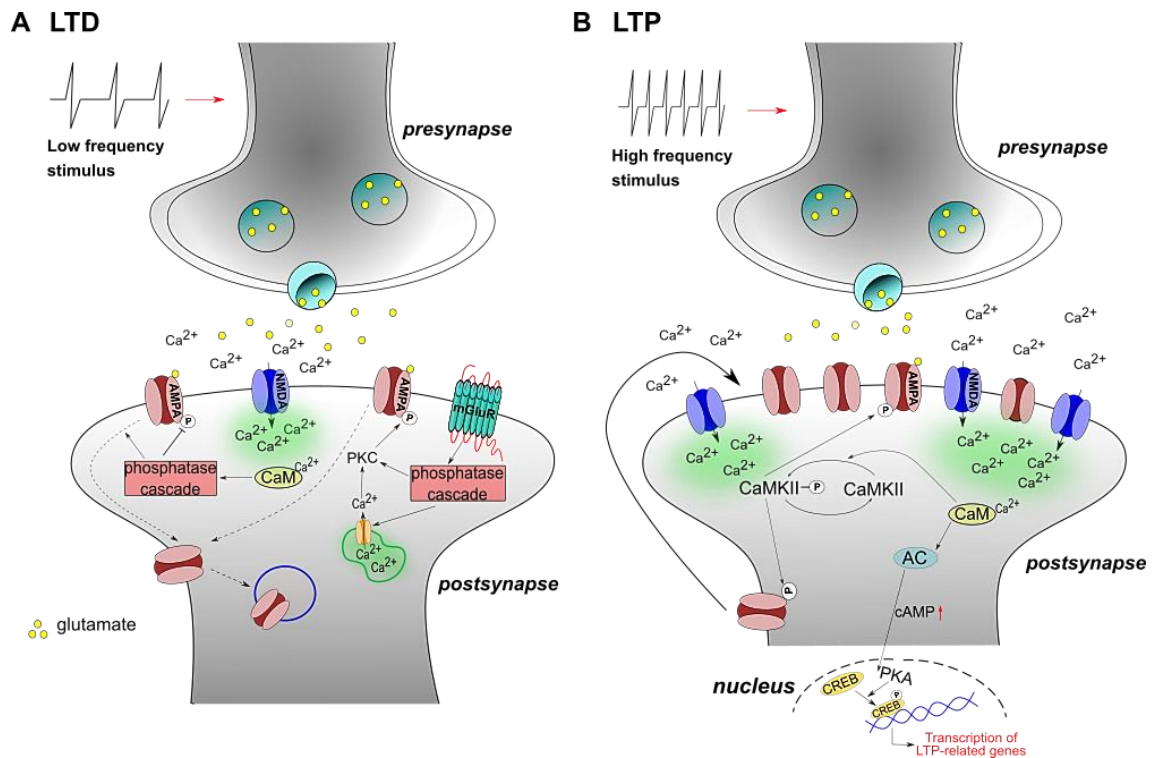 A LTD
Low frequency
stimulus
presynapse
Ca2+
Ca2+
Ca2+
Ca2+
AMPA
P
NMDA
AMPA
P
mGluR
Ca2+
Ca2+
Ca2+
phosphatase
cascade
CaM
Ca2+
PKC
phosphatase
cascade
Ca2+
Ca2+
Ca2+
postsynapse
glutamate
B LTP
High frequency
stimulus
presynapse
Ca2+
Ca2+
Ca2+
Ca2+
Ca2+
Ca2+
Ca2+
Ca2+
AMPA
P
NMDA
Ca2+
Ca2+
Ca2+
Ca2+
Ca2+
Ca2+
Ca2+
Ca2+
CaMKII
P
CaMKII
CaM
Ca2+
AC
postsynapse
P
cAMP
nucleus
CREB
PKA
P
CREB
Transcription of
LTP-related genes